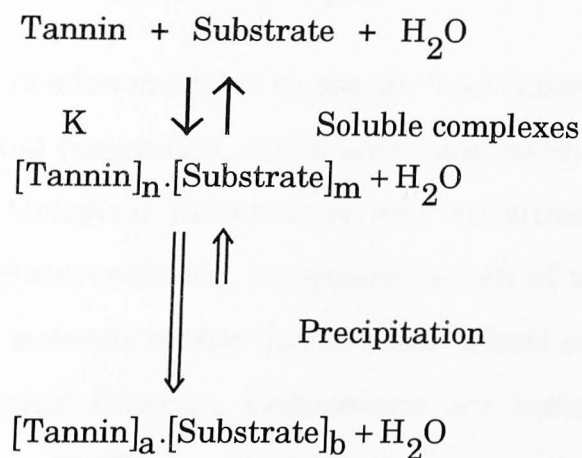 Tannin + Substrate + H₂O
K Soluble complexes
[Tannin]ₙ.[Substrate]ₘ + H₂O
Precipitation
[Tannin]ₐ.[Substrate]b + H₂O